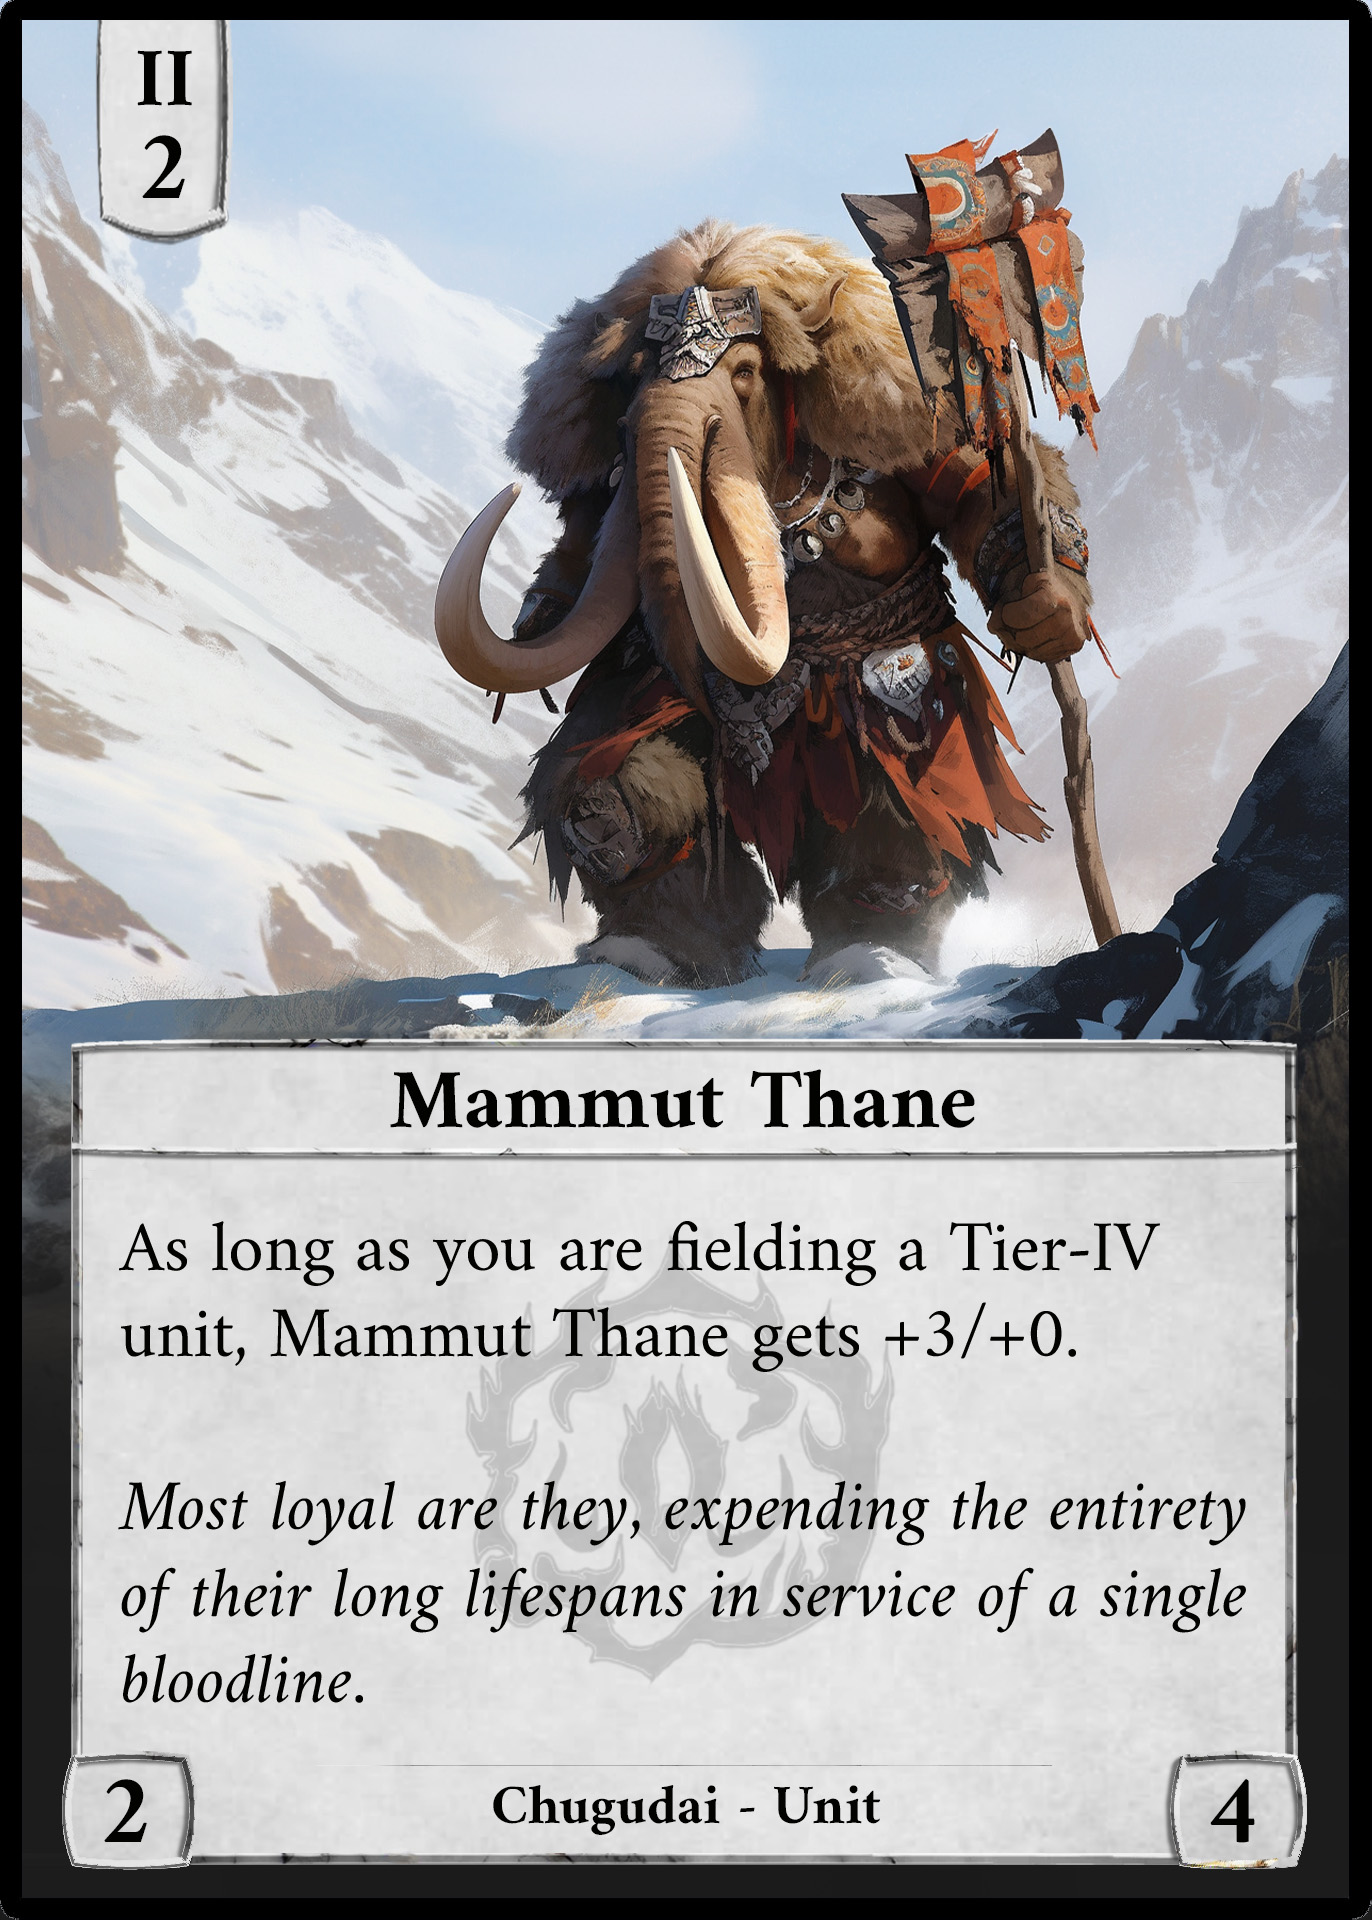 II
2
Mammut Thane
As long as you are fielding a Tier-IV
unit, Mammut Thane gets +3/+0.
Most loyal are they, expending the entirety
of their long lifespans in service of a single
bloodline.
2
Chugudai - Unit
4